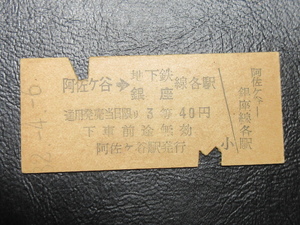 阿佐ケ谷→地下鉄銀座線各駅
通用発売当日限り 3等 40円
下車前途無効
阿佐ケ谷駅発行
小
阿佐ケ谷―銀座線各駅